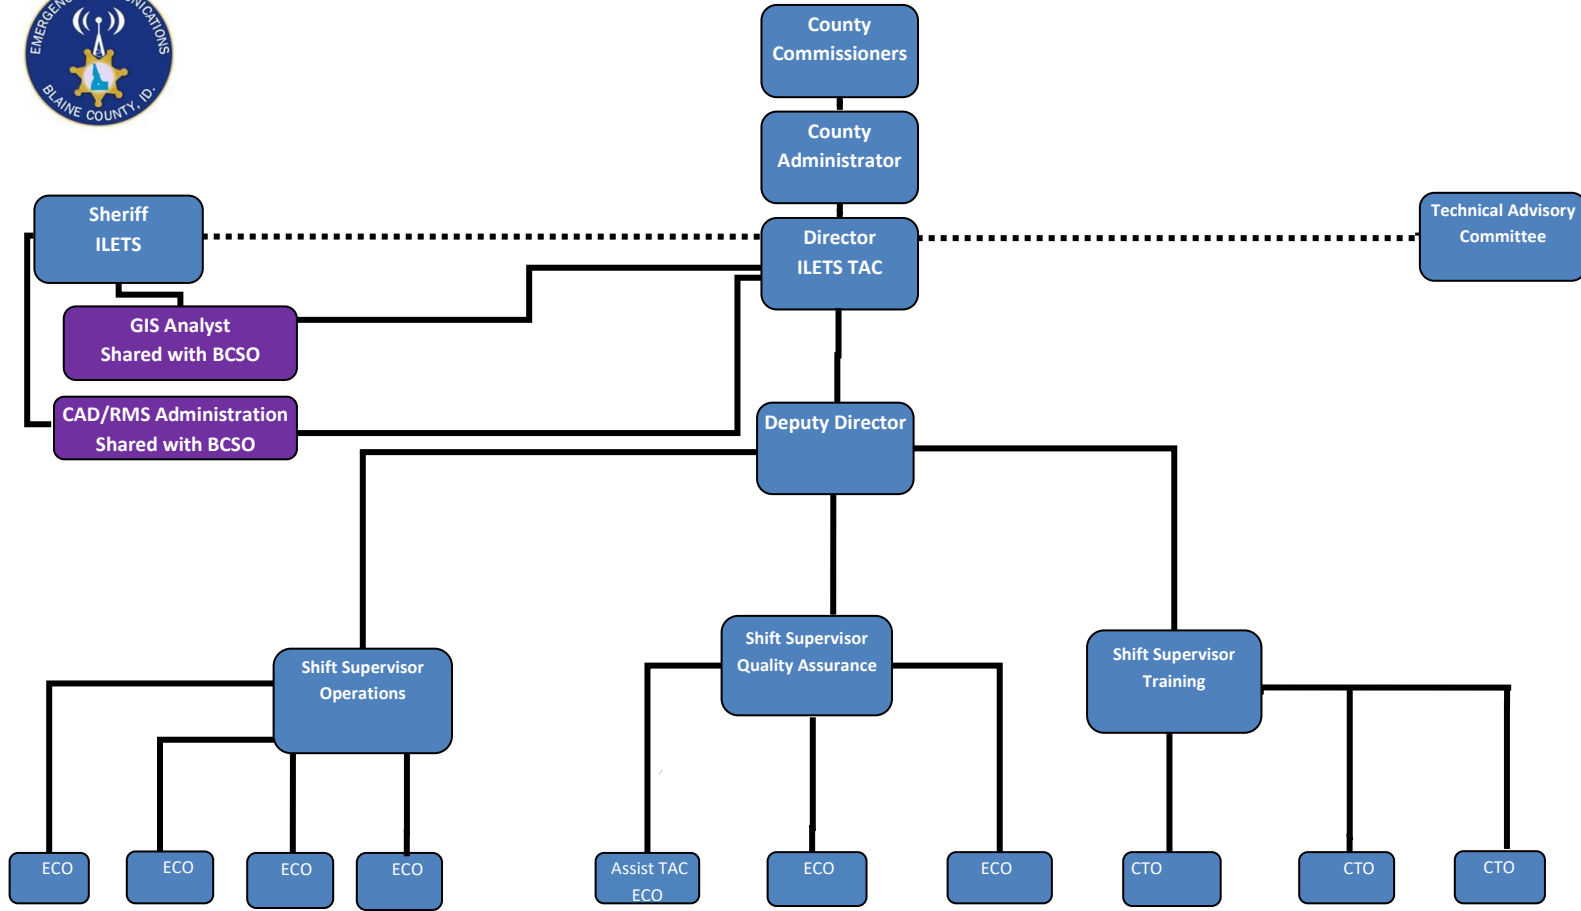 EMERGENCY COMMUNICATIONS
BLAINE COUNTY, ID.
County
Commissioners
County
Administrator
Sheriff
ILETS
Director
ILETS TAC
Technical Advisory
Committee
GIS Analyst
Shared with BCSO
CAD/RMS Administration
Shared with BCSO
Deputy Director
Shift Supervisor
Operations
Shift Supervisor
Quality Assurance
Shift Supervisor
Training
ECO
ECO
ECO
ECO
Assist TAC
ECO
ECO
ECO
CTO
CTO
CTO